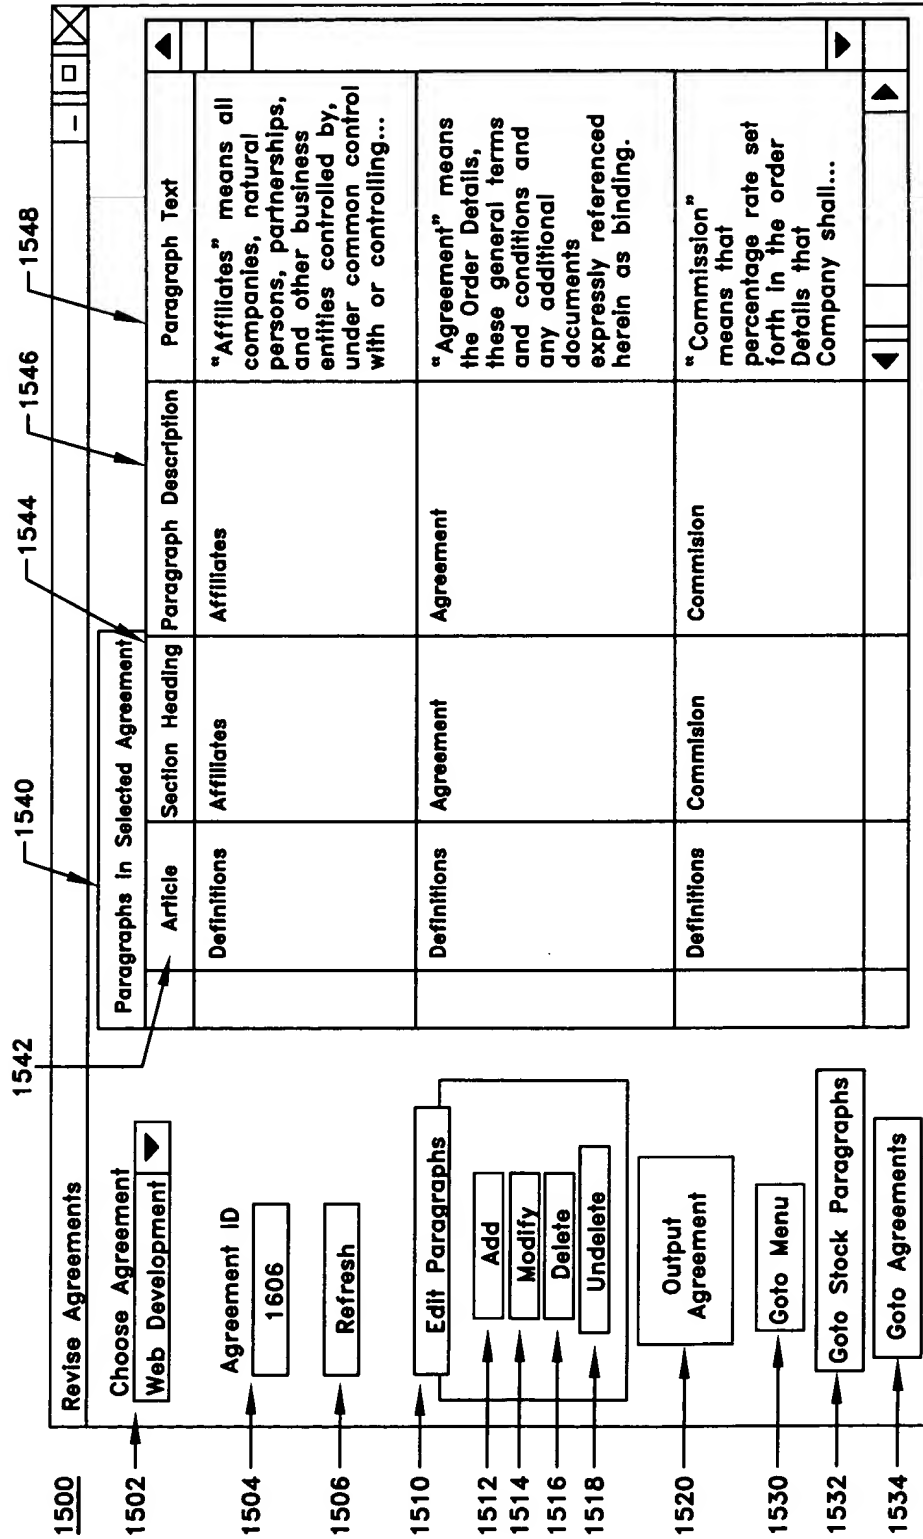 1500
Revise Agreements
1502
Choose Agreement
Web Development
1504
Agreement ID
1606
1506
Refresh
1510
Edit Paragraphs
1512
Add
1514
Modify
1516
Delete
1518
Undelete
1520
Output
Agreement
1530
Goto Menu
1532
Goto Stock Paragraphs
1534
Goto Agreements
1540
Paragraphs in Selected Agreement
1542
1544
1546
1548
Article
Section Heading
Paragraph Description
Paragraph Text
Definitions
Affiliates
Affiliates
"Affiliates" means all
companies, natural
persons, partnerships,
and other business
entities controlled by,
under common control
with or controlling...
Definitions
Agreement
Agreement
"Agreement" means
the Order Details,
these general terms
and conditions and
any additional
documents
expressly referenced
herein as binding.
Definitions
Commision
Commision
"Commission"
means that
percentage rate set
forth in the order
Details that
Company shall...